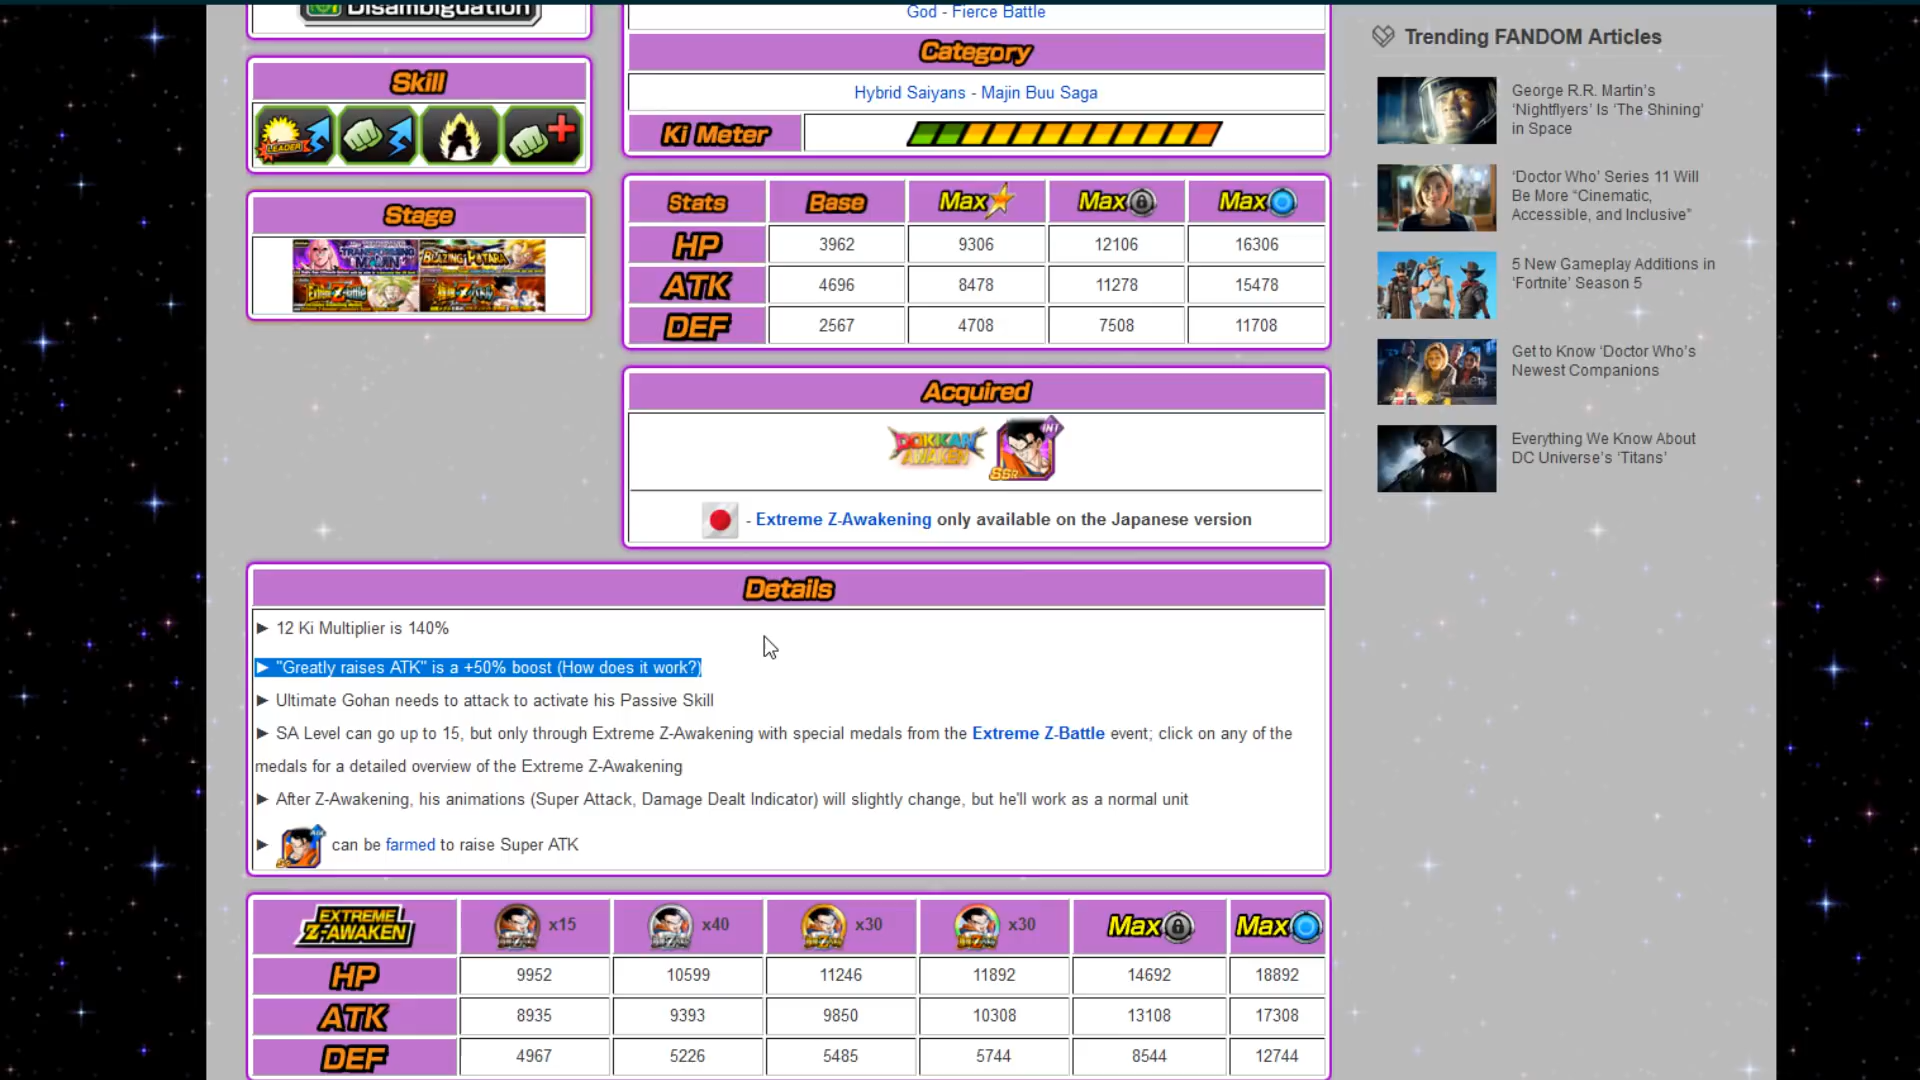 Disambiguation
God - Fierce Battle
Category
Hybrid Saiyans - Majin Buu Saga
Ki Meter
Skill
LEADER
Stage
TRANSFORMING
MAJIN
BLAZING POTARA
Extreme Z-Battle
Stats Base Max Max Max
HP 3962 9306 12106 16306
ATK 4696 8478 11278 15478
DEF 2567 4708 7508 11708
Acquired
DOKKAN
AWAKEN
INT
SSR
- Extreme Z-Awakening only available on the Japanese version
Details
► 12 Ki Multiplier is 140%
► "Greatly raises ATK" is a +50% boost (How does it work?)
► Ultimate Gohan needs to attack to activate his Passive Skill
► SA Level can go up to 15, but only through Extreme Z-Awakening with special medals from the Extreme Z-Battle event; click on any of the
medals for a detailed overview of the Extreme Z-Awakening
► After Z-Awakening, his animations (Super Attack, Damage Dealt Indicator) will slightly change, but he'll work as a normal unit
► can be farmed to raise Super ATK
EXTREME
Z-AWAKEN
x15 x40 x30 x30 Max Max
HP 9952 10599 11246 11892 14692 18892
ATK 8935 9393 9850 10308 13108 17308
DEF 4967 5226 5485 5744 8544 12744
Trending FANDOM Articles
George R.R. Martin's
'Nightflyers' Is 'The Shining'
in Space
'Doctor Who' Series 11 Will
Be More "Cinematic,
Accessible, and Inclusive"
5 New Gameplay Additions in
'Fortnite' Season 5
Get to Know 'Doctor Who's
Newest Companions
Everything We Know About
DC Universe's 'Titans'